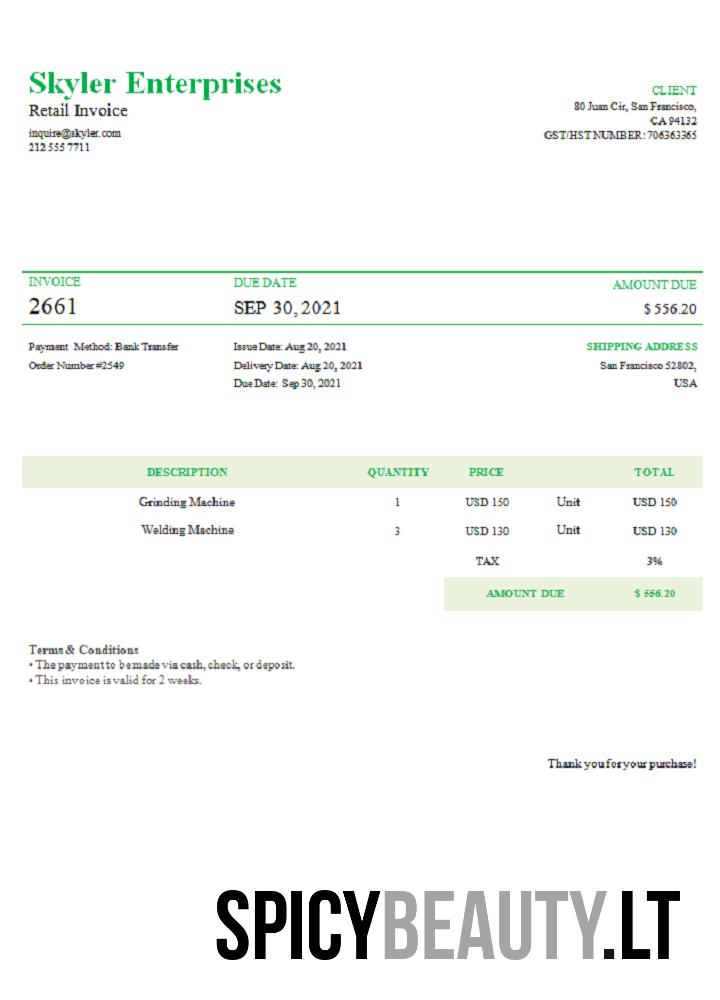 Skyler Enterprises
Retail Invoice
inquire@skyler.com
212 555 7711
CLIENT
80 Juan Cir, San Francisco,
CA 94132
GST/HST NUMBER: 706363365
INVOICE
2661
DUE DATE
SEP 30, 2021
AMOUNT DUE
$ 556.20
Payment Method: Bank Transfer
Order Number #2549
Issue Date: Aug 20, 2021
Delivery Date: Aug 20, 2021
Due Date: Sep 30, 2021
SHIPPING ADDRESS
San Francisco 52802,
USA
DESCRIPTION QUANTITY PRICE TOTAL
Grinding Machine 1 USD 150 Unit USD 150
Welding Machine 3 USD 130 Unit USD 130
TAX 3%
AMOUNT DUE $ 556.20
Terms & Conditions
• The payment to be made via cash, check, or deposit.
• This invoice is valid for 2 weeks.
Thank you for your purchase!
SPICYBEAUTY.LT